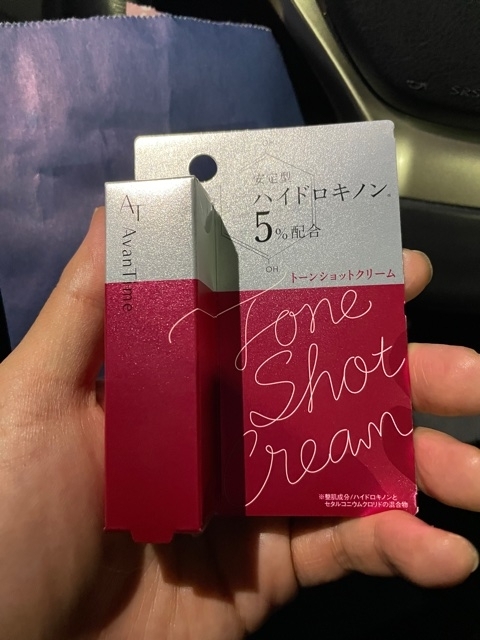 SRS
AT
AvanTime
安定型
ハイドロキノン※
5%配合
OH
トーンショットクリーム
Tone
Shot
Cream
※整肌成分/ハイドロキノンと
セタルコニウムクロリドの混合物